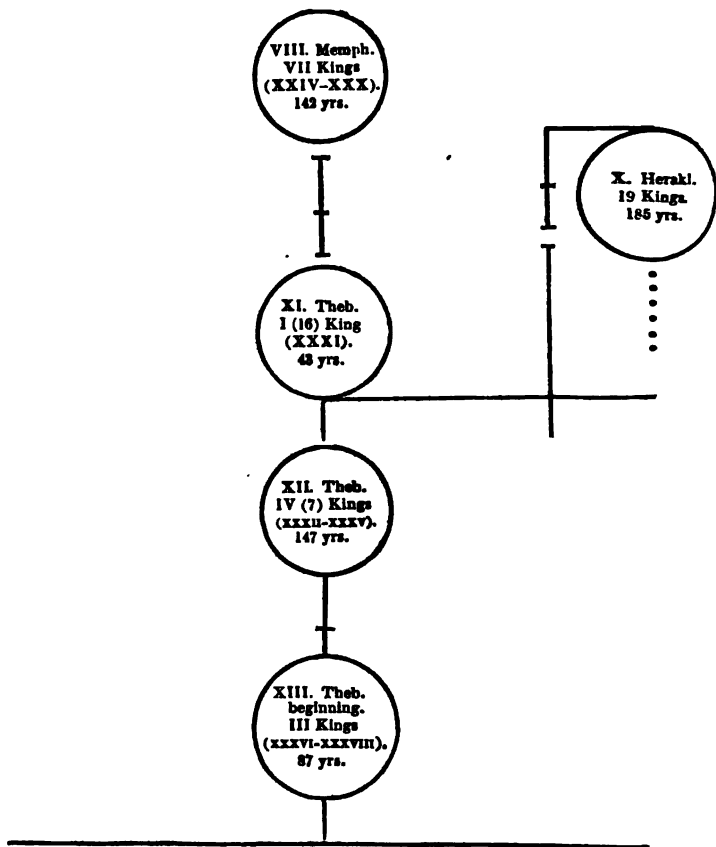 VIII. Memph.
VII Kings
(XXIV–XXX).
142 yrs.
X. Herakl.
19 Kings.
185 yrs.
XI. Theb.
I (16) King
(XXXI).
43 yrs.
XII. Theb.
IV (7) Kings
(XXXII–XXXV).
147 yrs.
XIII. Theb.
beginning.
III Kings
(XXXVI–XXXVIII).
87 yrs.